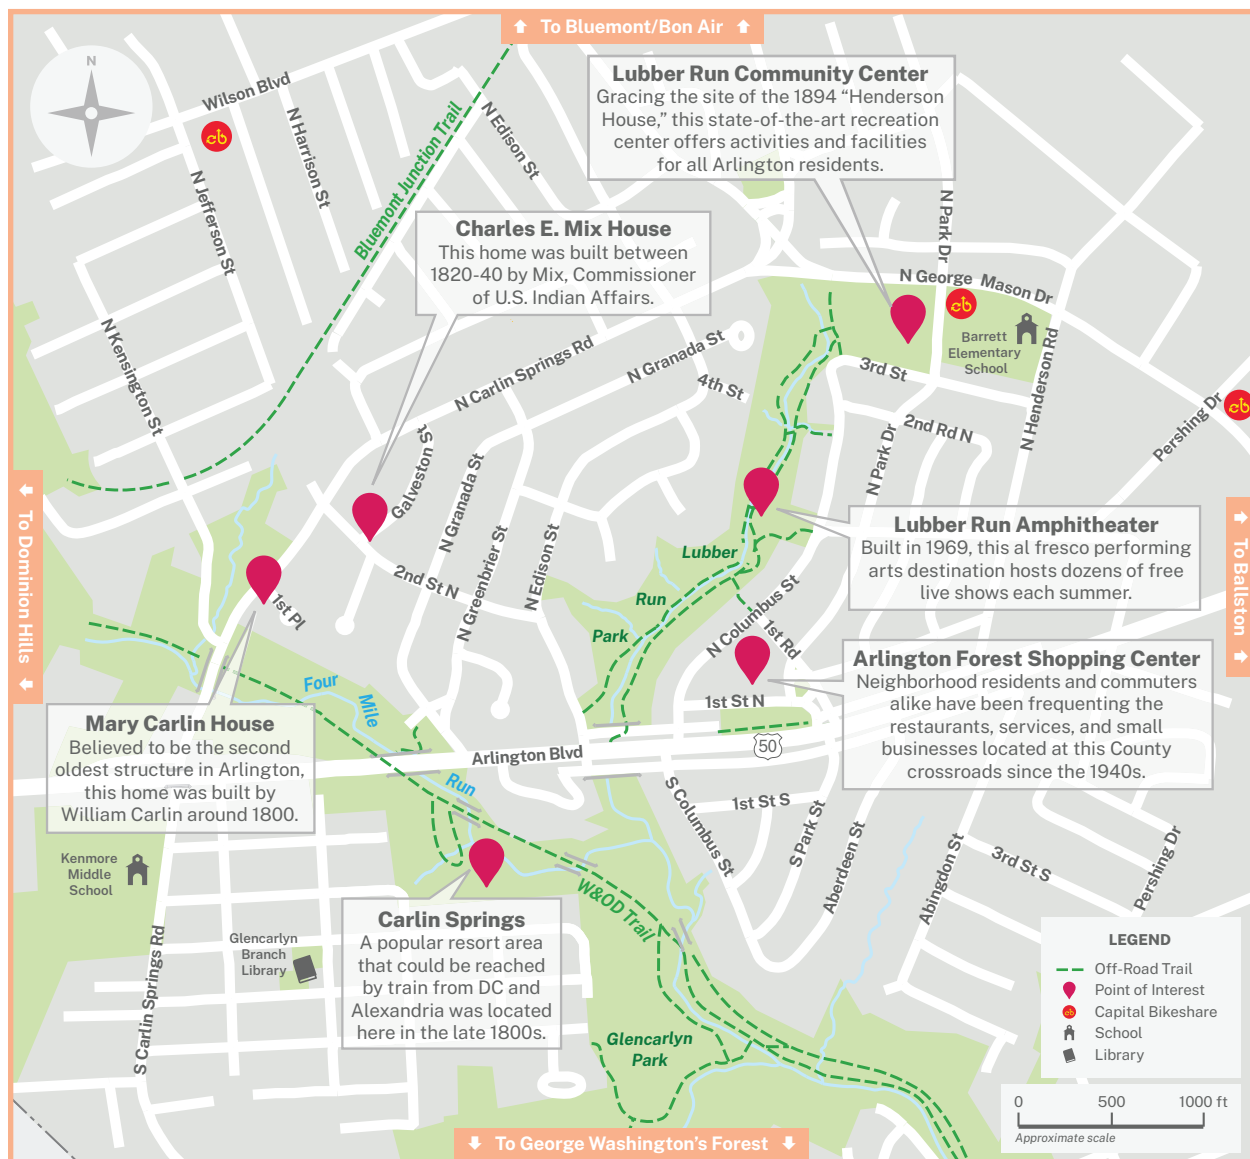 To Bluemont/Bon Air
N
Wilson Blvd
N Harrison St
N Jefferson St
Bluemont Junction Trail
N Edison St
Lubber Run Community Center
Gracing the site of the 1894 “Henderson
House,” this state-of-the-art recreation
center offers activities and facilities
for all Arlington residents.
N Park Dr
N George Mason Dr
Charles E. Mix House
This home was built between
1820-40 by Mix, Commissioner
of U.S. Indian Affairs.
Barrett
Elementary
School
N Henderson Rd
N Kensington St
N Carlin Springs Rd
N Granada St
4th St
3rd St
2nd Rd N
N Park Dr
Pershing Dr
Galveston St
N Granada St
N Greenbrier St
N Edison St
2nd St N
1st Pl
To Dominion Hills
To Ballston
Lubber Run Amphitheater
Built in 1969, this al fresco performing
arts destination hosts dozens of free
live shows each summer.
Lubber
Run
Park
N Columbus St
1st Rd
1st St N
50
Arlington Forest Shopping Center
Neighborhood residents and commuters
alike have been frequenting the
restaurants, services, and small
businesses located at this County
crossroads since the 1940s.
Four
Mile
Run
Mary Carlin House
Believed to be the second
oldest structure in Arlington,
this home was built by
William Carlin around 1800.
Arlington Blvd
S Columbus St
1st St S
S Park St
Aberdeen St
Abingdon St
3rd St S
Pershing Dr
Kenmore
Middle
School
Glencarlyn
Branch
Library
S Carlin Springs Rd
Carlin Springs
A popular resort area
that could be reached
by train from DC and
Alexandria was located
here in the late 1800s.
W&OD Trail
Glencarlyn
Park
LEGEND
Off-Road Trail
Point of Interest
Capital Bikeshare
School
Library
0 500 1000 ft
Approximate scale
To George Washington’s Forest